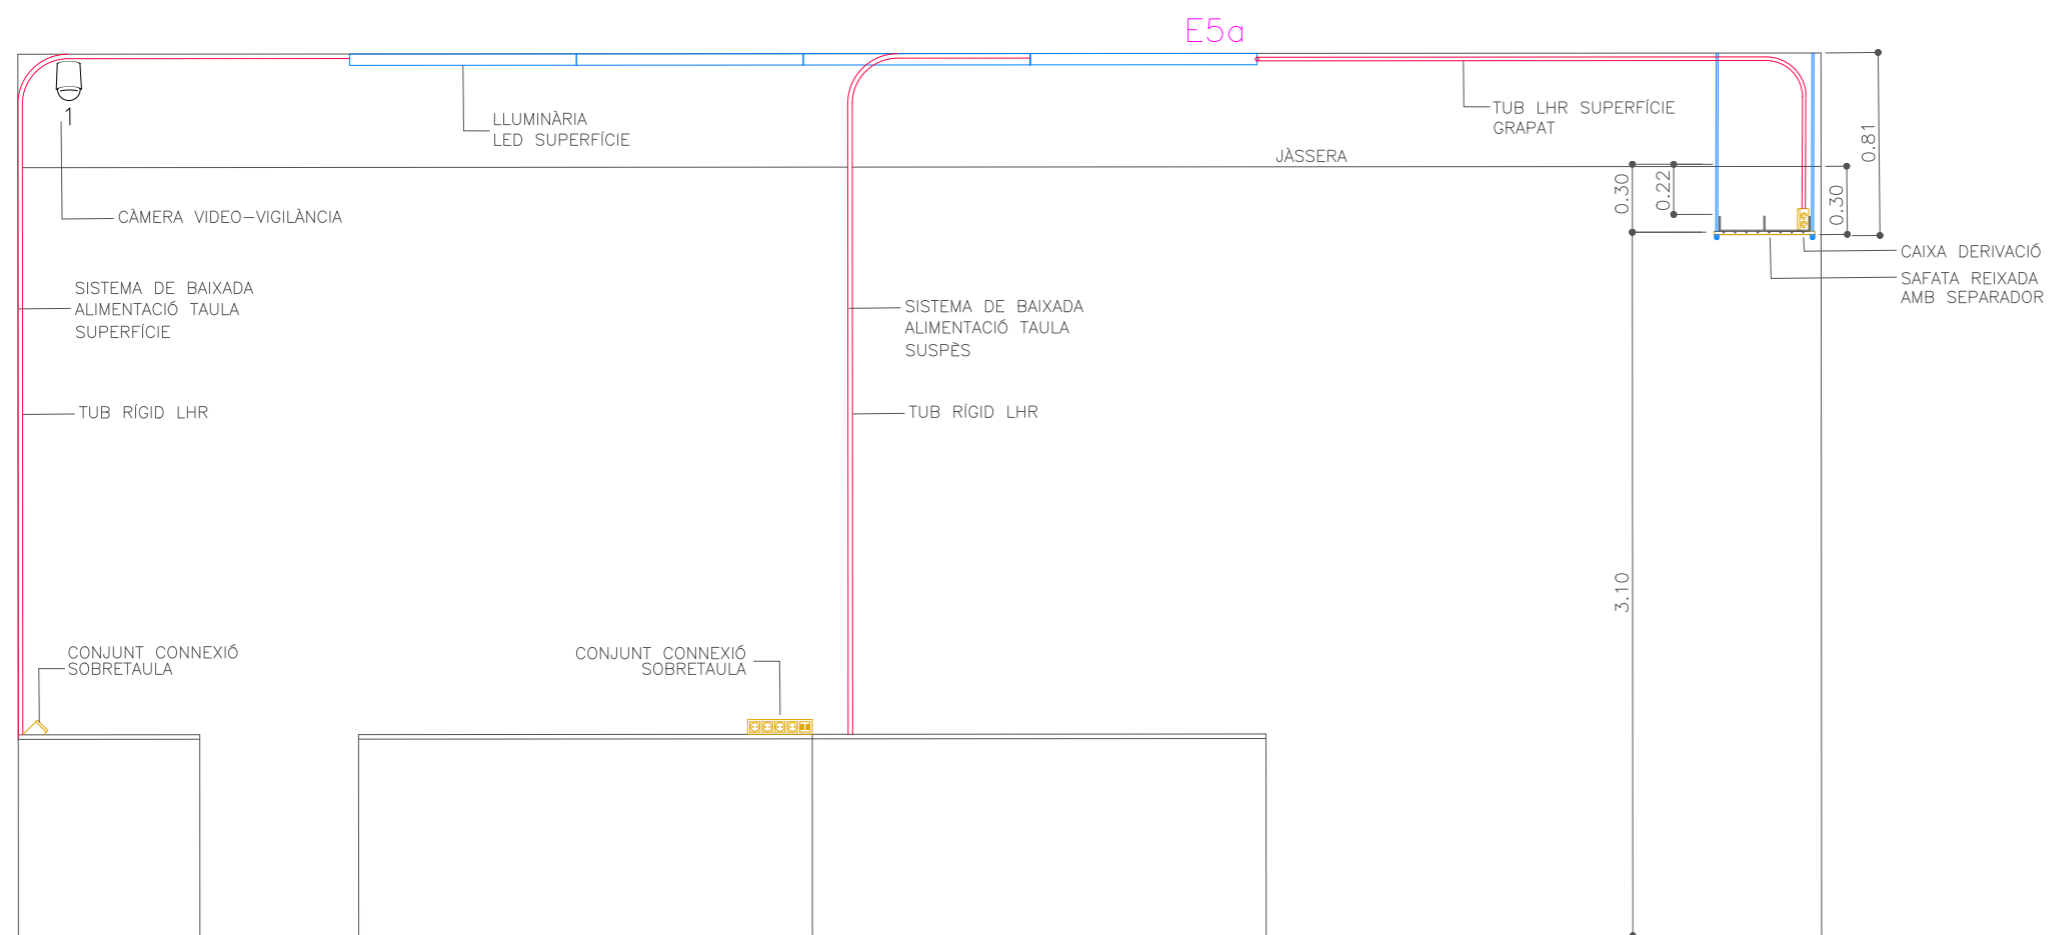 E5a
1
LLUMINÀRIA
LED SUPERFÍCIE
TUB LHR SUPERFÍCIE
GRAPAT
JÀSSERA
0.81
0.30
0.22
0.30
CÀMERA VIDEO-VIGILÀNCIA
CAIXA DERIVACIÓ
SAFATA REIXADA
AMB SEPARADOR
SISTEMA DE BAIXADA
ALIMENTACIÓ TAULA
SUPERFÍCIE
SISTEMA DE BAIXADA
ALIMENTACIÓ TAULA
SUSPÈS
TUB RÍGID LHR
TUB RÍGID LHR
3.10
CONJUNT CONNEXIÓ
SOBRETAULA
CONJUNT CONNEXIÓ
SOBRETAULA